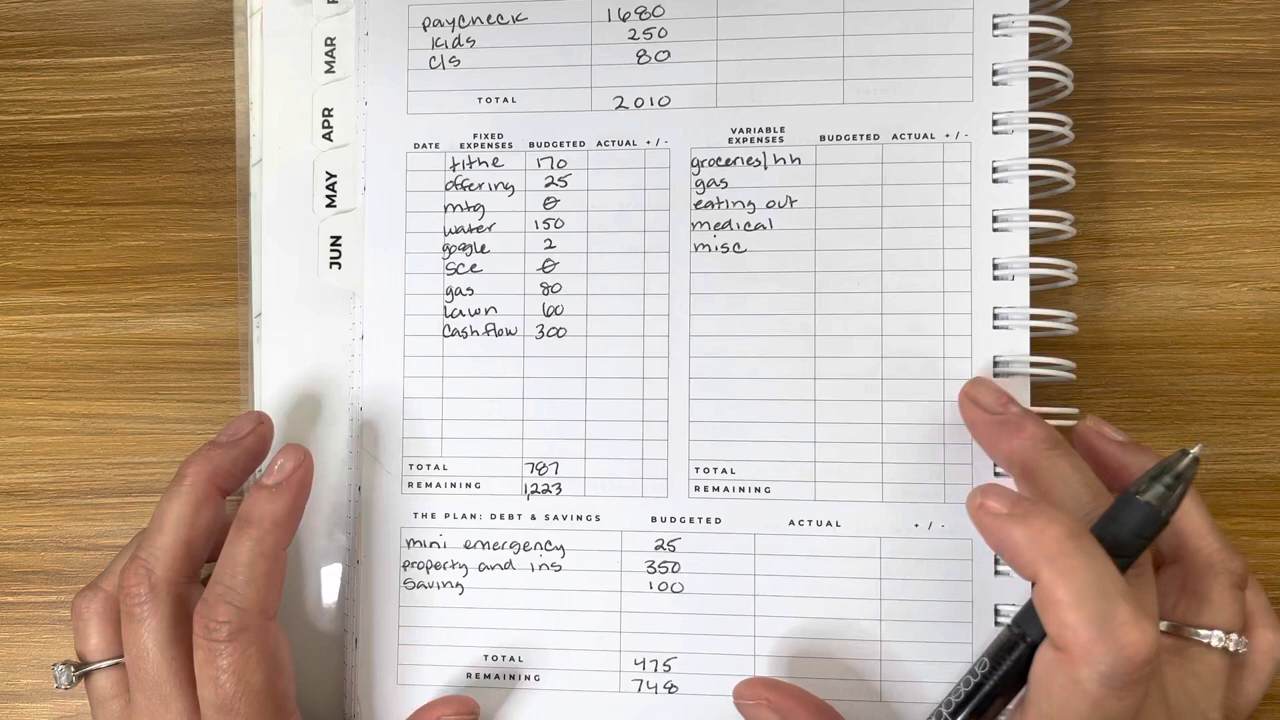 MAR
APR
MAY
JUN
paycheck 1680
kids 250
c/s 80
TOTAL 2010
DATE FIXED EXPENSES BUDGETED ACTUAL + / -
tithe 170
offering 25
mtg 0
water 150
google 2
sce 0
gas 80
lawn 60
cashflow 300
TOTAL 787
REMAINING 1,223
VARIABLE EXPENSES BUDGETED ACTUAL + / -
groceries/hh
gas
eating out
medical
misc
TOTAL
REMAINING
THE PLAN: DEBT & SAVINGS BUDGETED ACTUAL + / -
mini emergency 25
property and ins 350
Saving 100
TOTAL 475
REMAINING 748